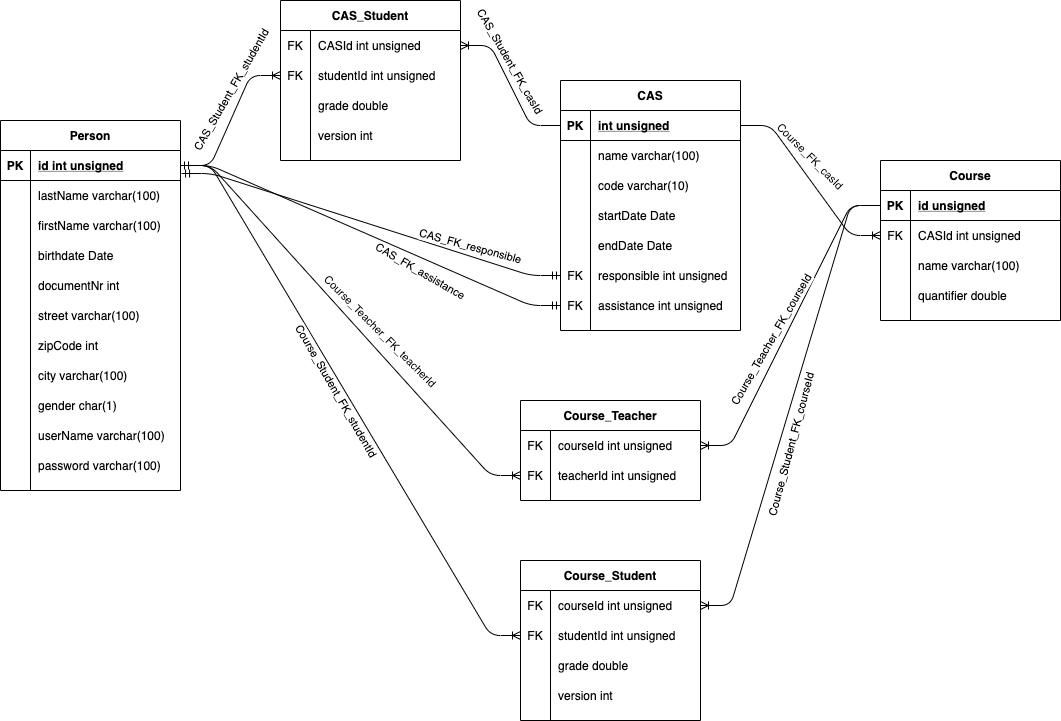 CAS_Student
FK CASId int unsigned
FK studentId int unsigned
grade double
version int
CAS_Student_FK_studentId
CAS_Student_FK_casId
Person
PK id int unsigned
lastName varchar(100)
firstName varchar(100)
birthdate Date
documentNr int
street varchar(100)
zipCode int
city varchar(100)
gender char(1)
userName varchar(100)
password varchar(100)
CAS
PK int unsigned
name varchar(100)
code varchar(10)
startDate Date
endDate Date
FK responsible int unsigned
FK assistance int unsigned
Course_FK_casId
Course
PK id unsigned
FK CASId int unsigned
name varchar(100)
quantifier double
CAS_FK_responsible
CAS_FK_assistance
Course_Teacher_FK_teacherId
Course_Student_FK_studentId
Course_Teacher_FK_courseId
Course_Student_FK_courseId
Course_Teacher
FK courseId int unsigned
FK teacherId int unsigned
Course_Student
FK courseId int unsigned
FK studentId int unsigned
grade double
version int